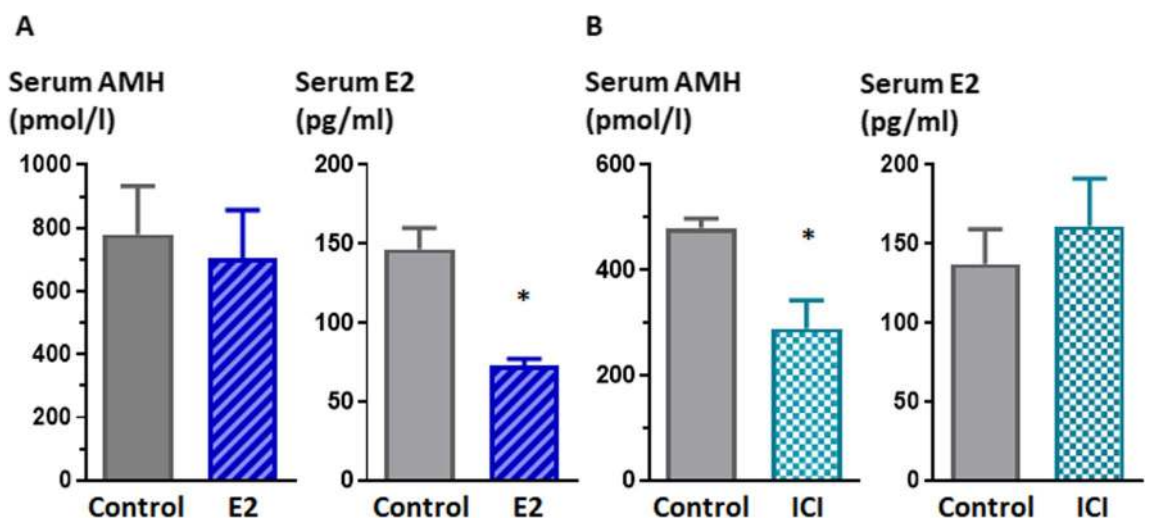 A
B
Serum AMH
(pmol/l)
Serum E2
(pg/ml)
Serum AMH
(pmol/l)
Serum E2
(pg/ml)
1000
800
600
400
200
0
Control E2
200
150
100
50
0
*
Control E2
600
400
200
0
*
Control ICI
200
150
100
50
0
Control ICI